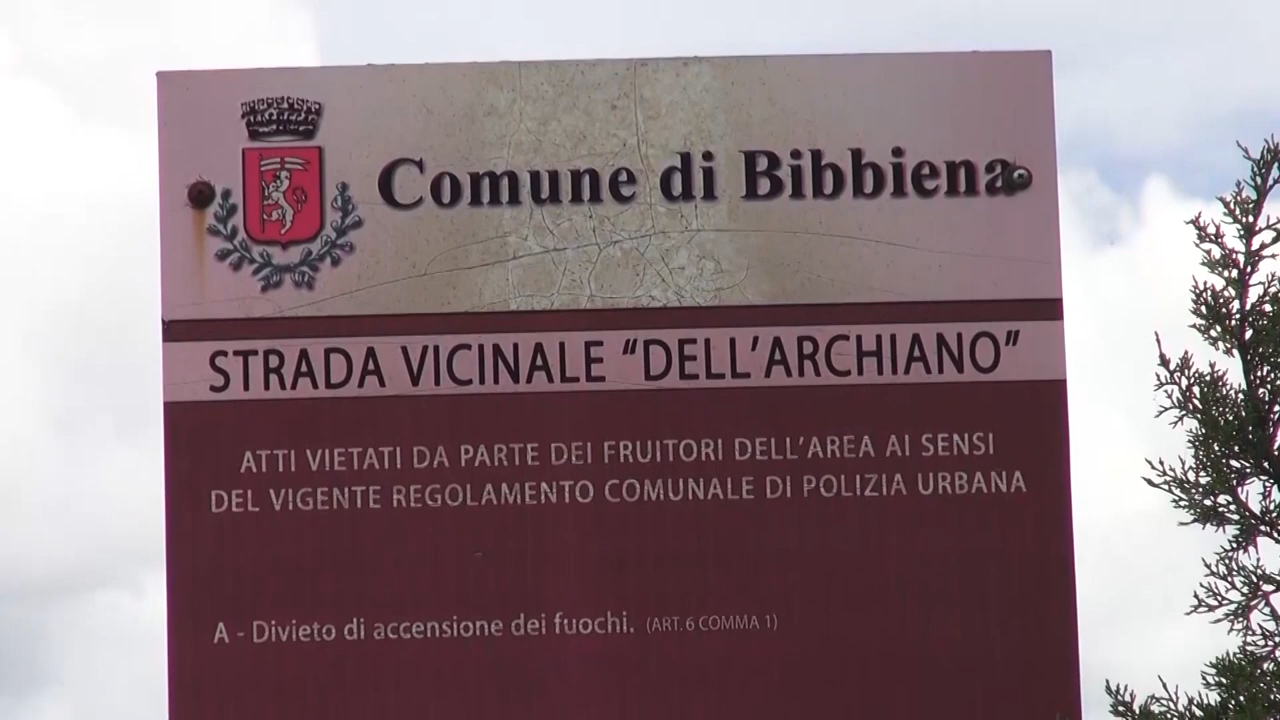 Comune di Bibbiena
STRADA VICINALE “DELL’ARCHIANO”
ATTI VIETATI DA PARTE DEI FRUITORI DELL’AREA AI SENSI
DEL VIGENTE REGOLAMENTO COMUNALE DI POLIZIA URBANA
A - Divieto di accensione dei fuochi. (ART. 6 COMMA 1)